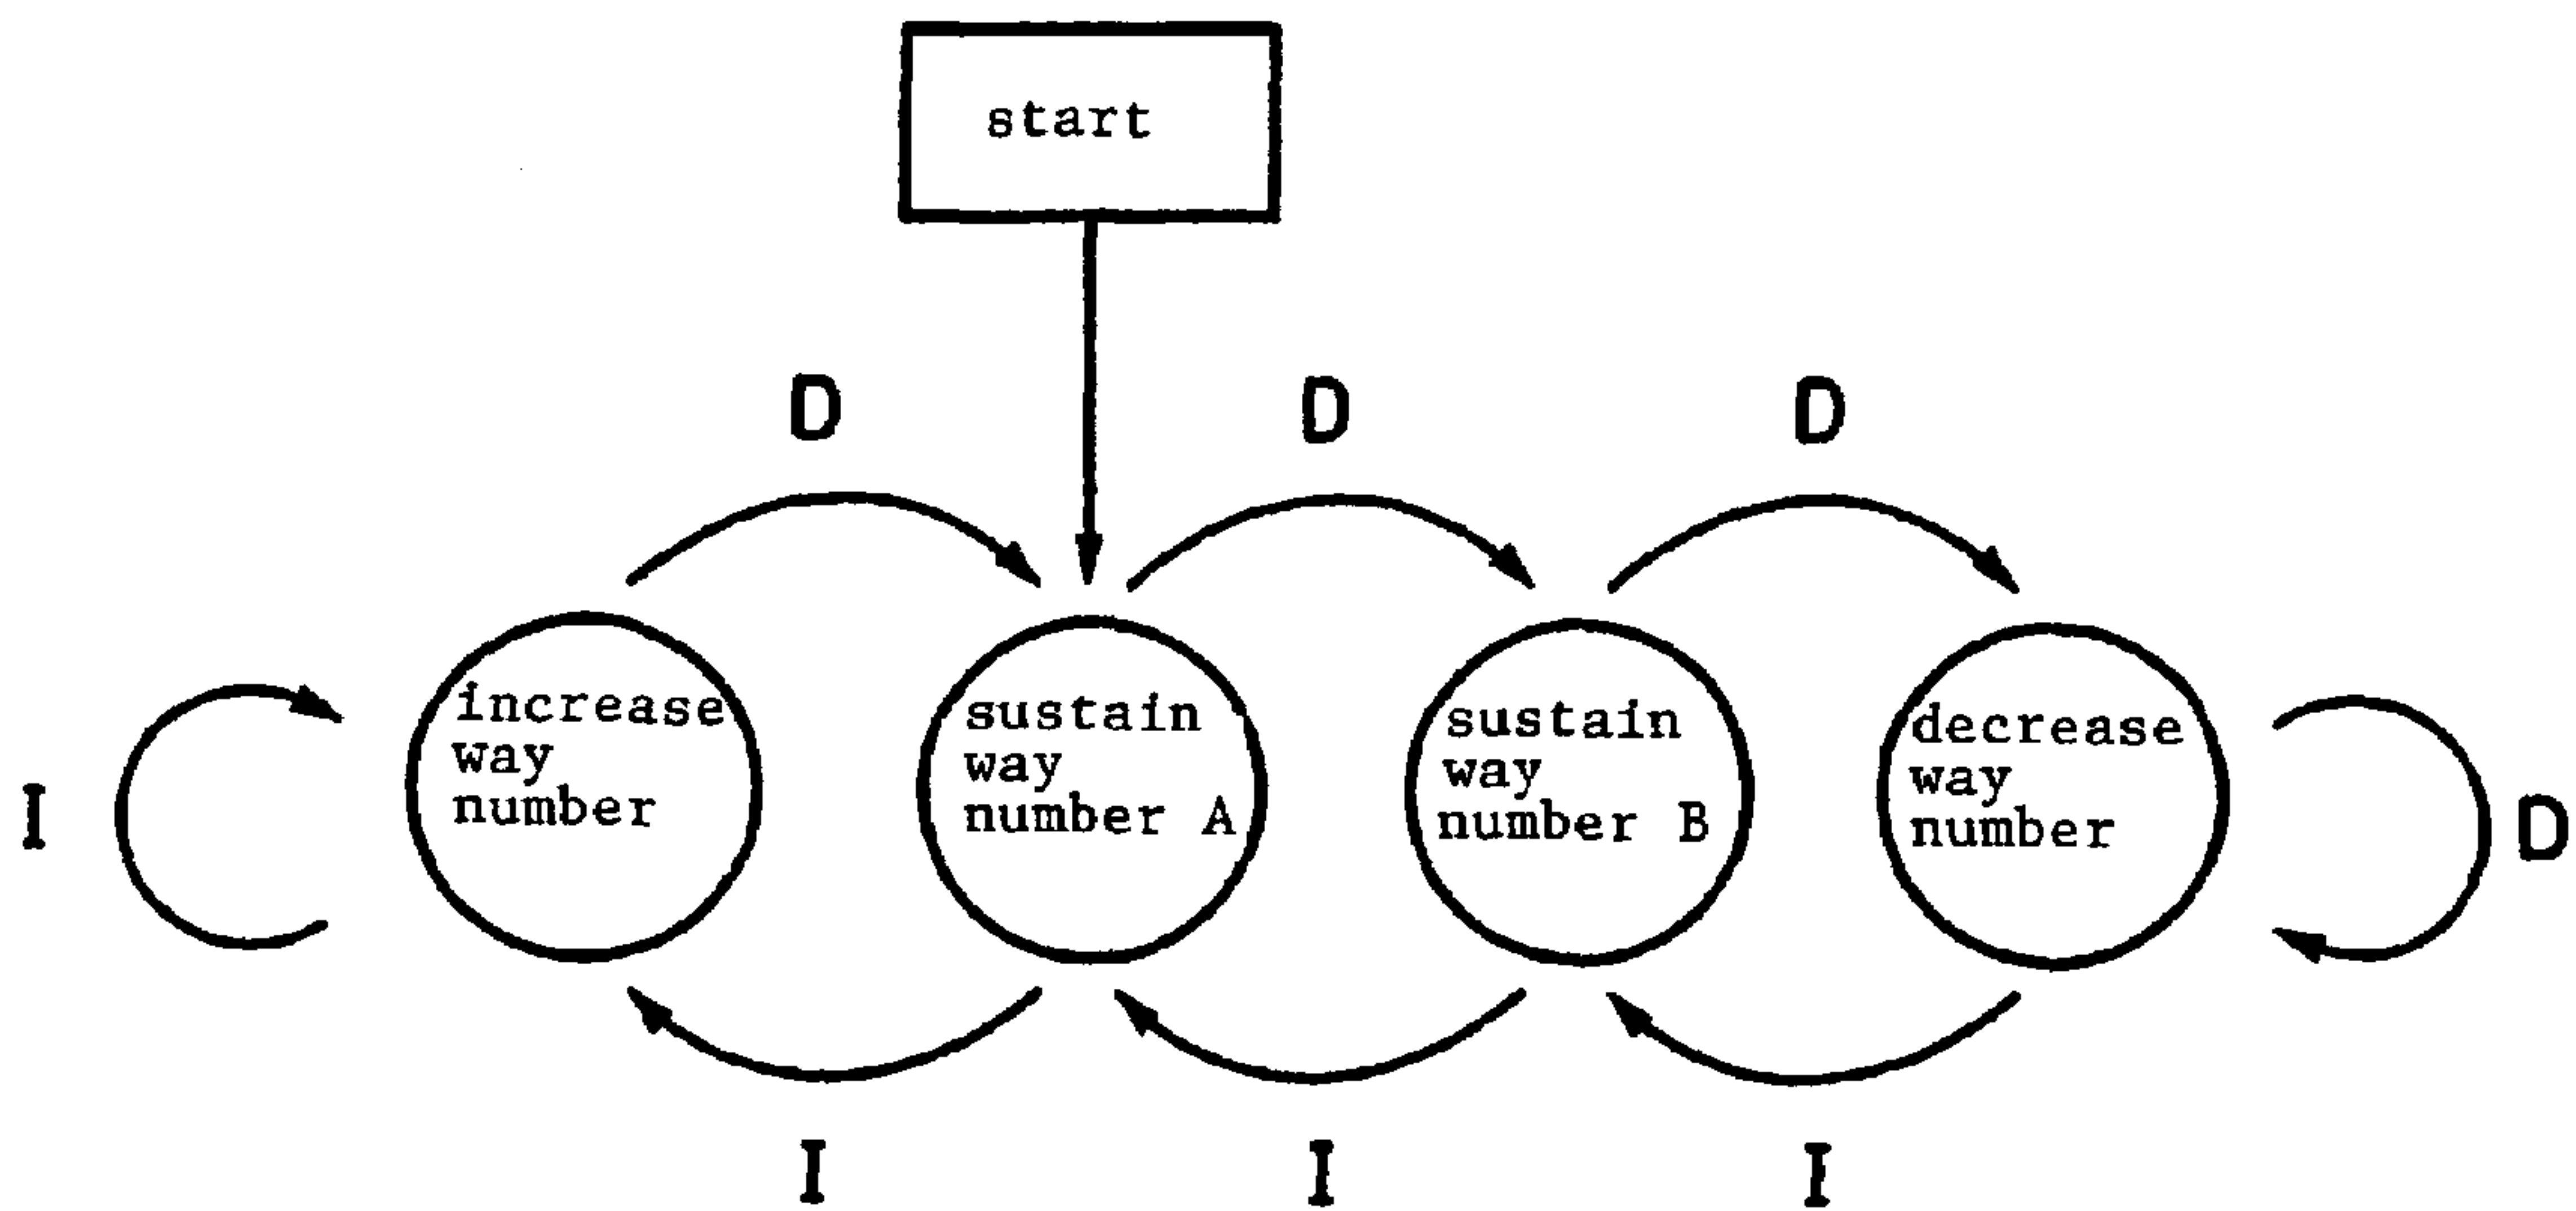 start
D
D
D
increase
way
number
sustain
way
number A
sustain
way
number B
decrease
way
number
I
D
I
I
I